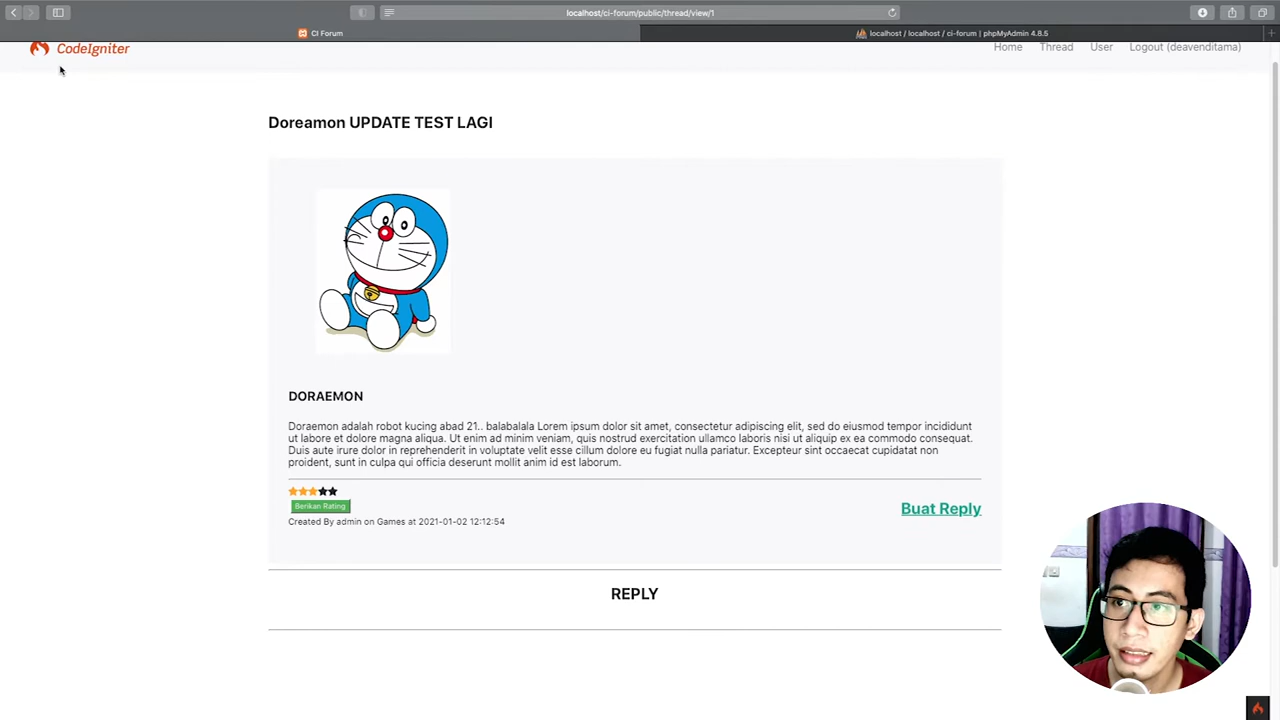 localhost/ci-forum/public/thread/view/1
CI Forum
localhost / localhost / ci-forum | phpMyAdmin 4.8.5
CodeIgniter
Home Thread User Logout (deavenditama)
Doreamon UPDATE TEST LAGI
DORAEMON
Doraemon adalah robot kucing abad 21.. balabalala Lorem ipsum dolor sit amet, consectetur adipiscing elit, sed do eiusmod tempor incididunt
ut labore et dolore magna aliqua. Ut enim ad minim veniam, quis nostrud exercitation ullamco laboris nisi ut aliquip ex ea commodo consequat.
Duis aute irure dolor in reprehenderit in voluptate velit esse cillum dolore eu fugiat nulla pariatur. Excepteur sint occaecat cupidatat non
proident, sunt in culpa qui officia deserunt mollit anim id est laborum.
Berikan Rating
Buat Reply
Created By admin on Games at 2021-01-02 12:12:54
REPLY